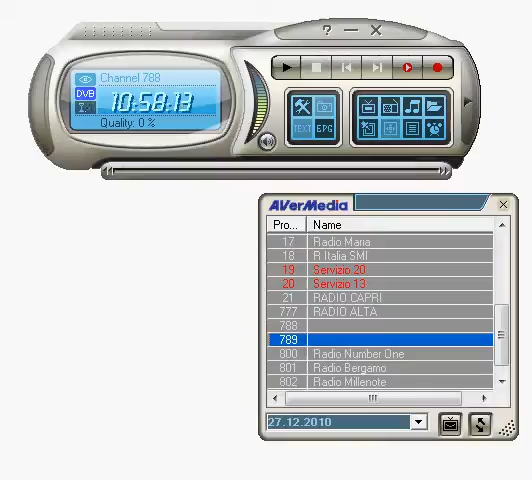 ? — X
Channel 788
DVB
10:58:13
Quality: 0 %
TEXT EPG
AVerMedia
Pro... Name
17 Radio Maria
18 R Italia SMI
19 Servizio 20
20 Servizio 13
21 RADIO CAPRI
777 RADIO ALTA
788
789
800 Radio Number One
801 Radio Bergamo
802 Radio Millenote
27.12.2010